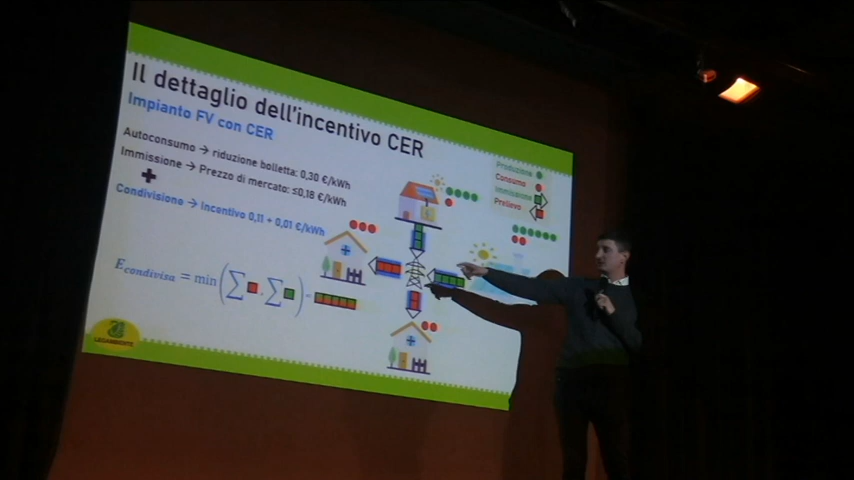 Il dettaglio dell'incentivo CER
Impianto FV con CER
Autoconsumo → riduzione bolletta: 0,30 €/kWh
Immissione → Prezzo di mercato: ≤0,18 €/kWh
+
Condivisione → Incentivo 0,11 + 0,01 €/kWh
Produzione
Consumo
Immissione
Prelievo
E condivisa = min ( ∑ , ∑ ) =
LEGAMBIENTE